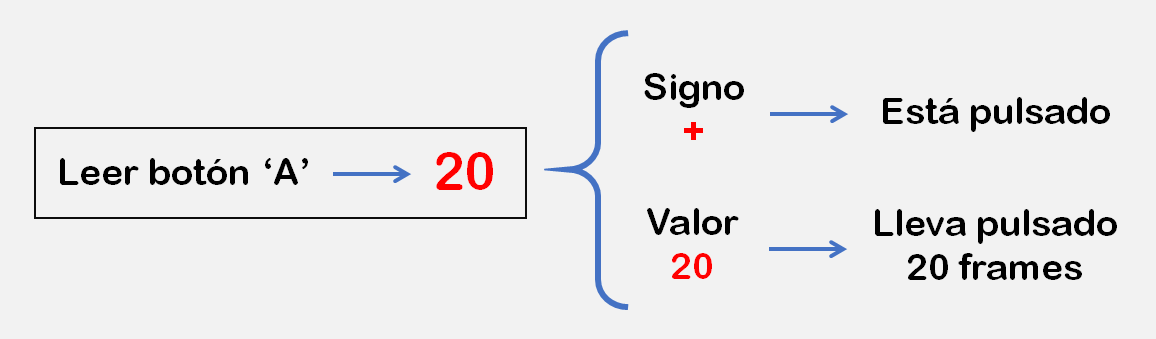 Leer botón ‘A’ → 20
Signo
+
Está pulsado
Valor
20
Lleva pulsado
20 frames